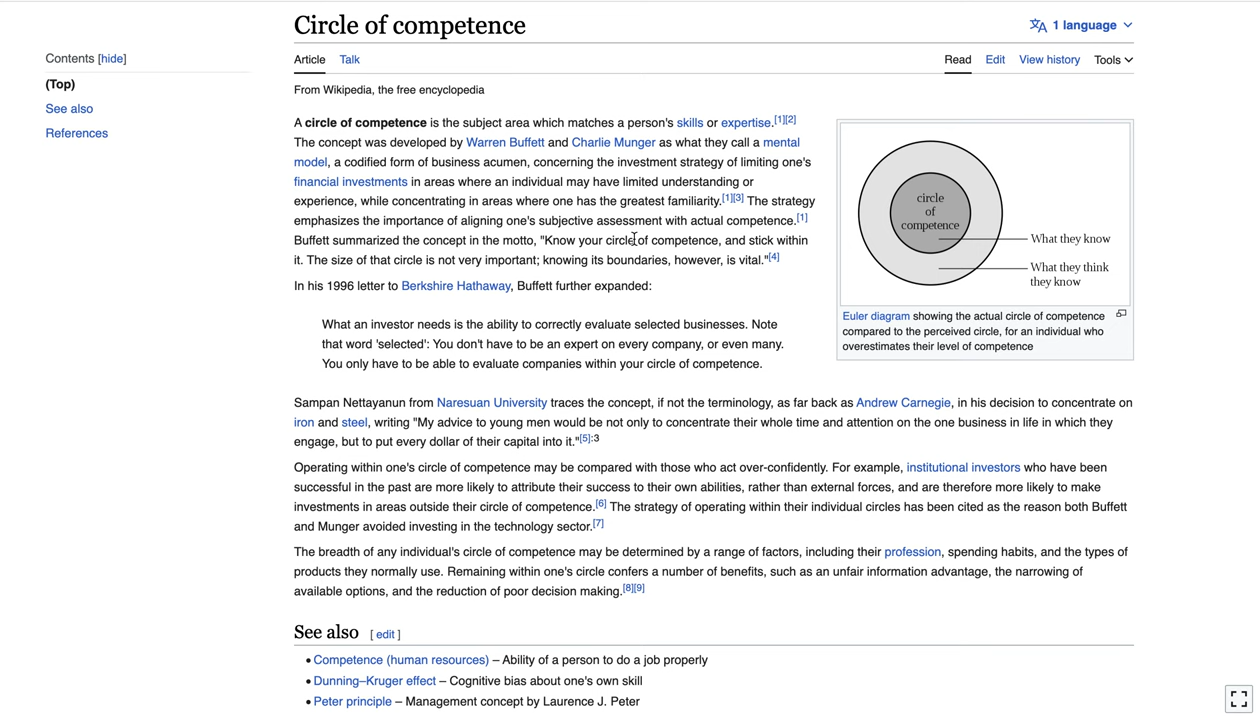 Circle of competence
1 language
Contents [hide]
(Top)
See also
References
Article Talk
Read Edit View history Tools
From Wikipedia, the free encyclopedia
A circle of competence is the subject area which matches a person's skills or expertise.[1][2]
The concept was developed by Warren Buffett and Charlie Munger as what they call a mental
model, a codified form of business acumen, concerning the investment strategy of limiting one's
financial investments in areas where an individual may have limited understanding or
experience, while concentrating in areas where one has the greatest familiarity.[1][3] The strategy
emphasizes the importance of aligning one's subjective assessment with actual competence.[1]
Buffett summarized the concept in the motto, "Know your circle of competence, and stick within
it. The size of that circle is not very important; knowing its boundaries, however, is vital."[4]
In his 1996 letter to Berkshire Hathaway, Buffett further expanded:
What an investor needs is the ability to correctly evaluate selected businesses. Note
that word 'selected': You don't have to be an expert on every company, or even many.
You only have to be able to evaluate companies within your circle of competence.
circle
of
competence
What they know
What they think
they know
Euler diagram showing the actual circle of competence
compared to the perceived circle, for an individual who
overestimates their level of competence
Sampan Nettayanun from Naresuan University traces the concept, if not the terminology, as far back as Andrew Carnegie, in his decision to concentrate on
iron and steel, writing "My advice to young men would be not only to concentrate their whole time and attention on the one business in life in which they
engage, but to put every dollar of their capital into it."[5]:3
Operating within one's circle of competence may be compared with those who act over-confidently. For example, institutional investors who have been
successful in the past are more likely to attribute their success to their own abilities, rather than external forces, and are therefore more likely to make
investments in areas outside their circle of competence.[6] The strategy of operating within their individual circles has been cited as the reason both Buffett
and Munger avoided investing in the technology sector.[7]
The breadth of any individual's circle of competence may be determined by a range of factors, including their profession, spending habits, and the types of
products they normally use. Remaining within one's circle confers a number of benefits, such as an unfair information advantage, the narrowing of
available options, and the reduction of poor decision making.[8][9]
See also [ edit ]
• Competence (human resources) – Ability of a person to do a job properly
• Dunning–Kruger effect – Cognitive bias about one's own skill
• Peter principle – Management concept by Laurence J. Peter